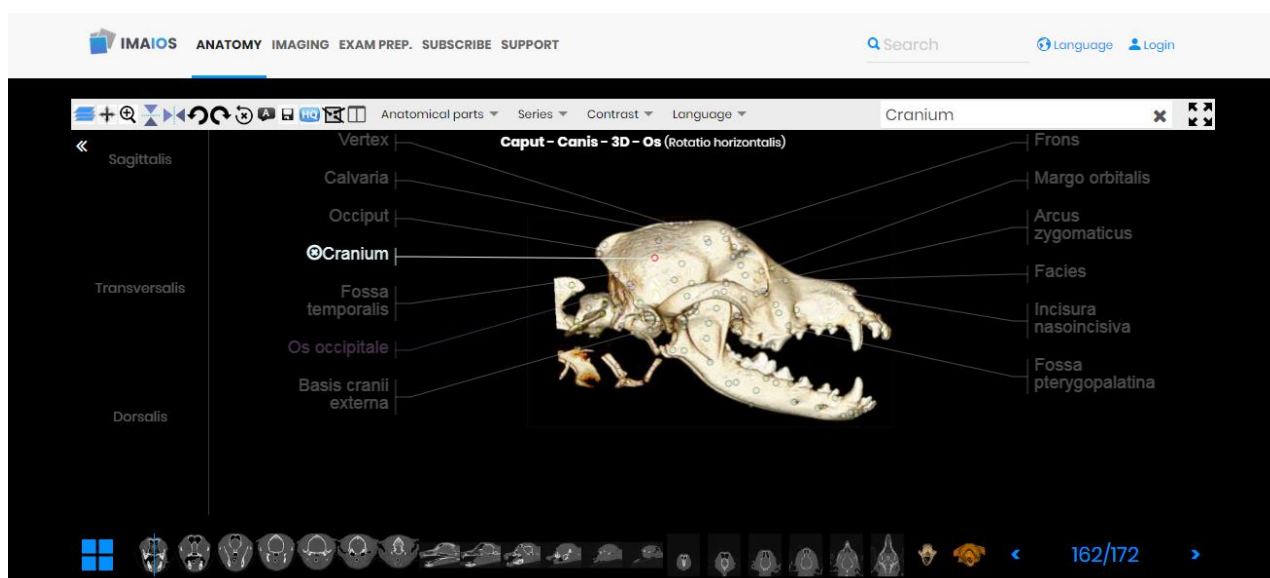 IMAIOS ANATOMY IMAGING EXAM PREP. SUBSCRIBE SUPPORT Search Language Login
A HQ Anatomical parts Series Contrast Language Cranium
Caput - Canis - 3D - Os (Rotatio horizontalis)
Sagittalis
Transversalis
Dorsalis
Vertex
Calvaria
Occiput
Cranium
Fossa
temporalis
Os occipitale
Basis cranii
externa
Frons
Margo orbitalis
Arcus
zygomaticus
Facies
Incisura
nasoincisiva
Fossa
pterygopalatina
162/172